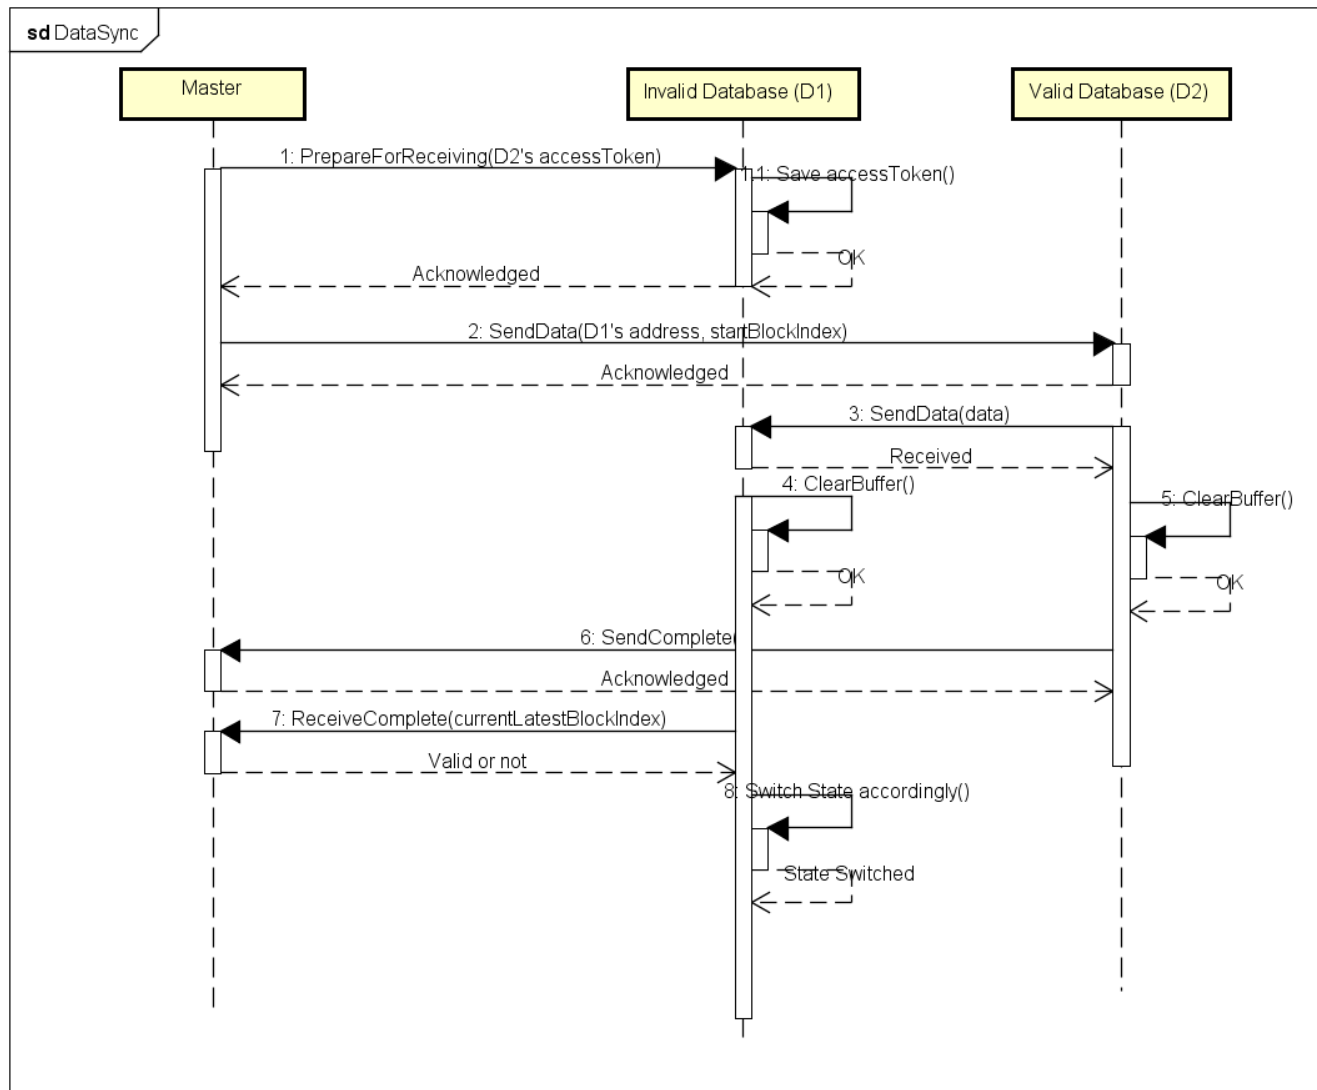 sd DataSync
Master
Invalid Database (D1)
Valid Database (D2)
1: PrepareForReceiving(D2's accessToken)
1.1: Save accessToken()
OK
Acknowledged
2: SendData(D1's address, startBlockIndex)
Acknowledged
3: SendData(data)
Received
4: ClearBuffer()
5: ClearBuffer()
OK
OK
6: SendComplete(
Acknowledged
7: ReceiveComplete(currentLatestBlockIndex)
Valid or not
8: Switch State accordingly()
State Switched